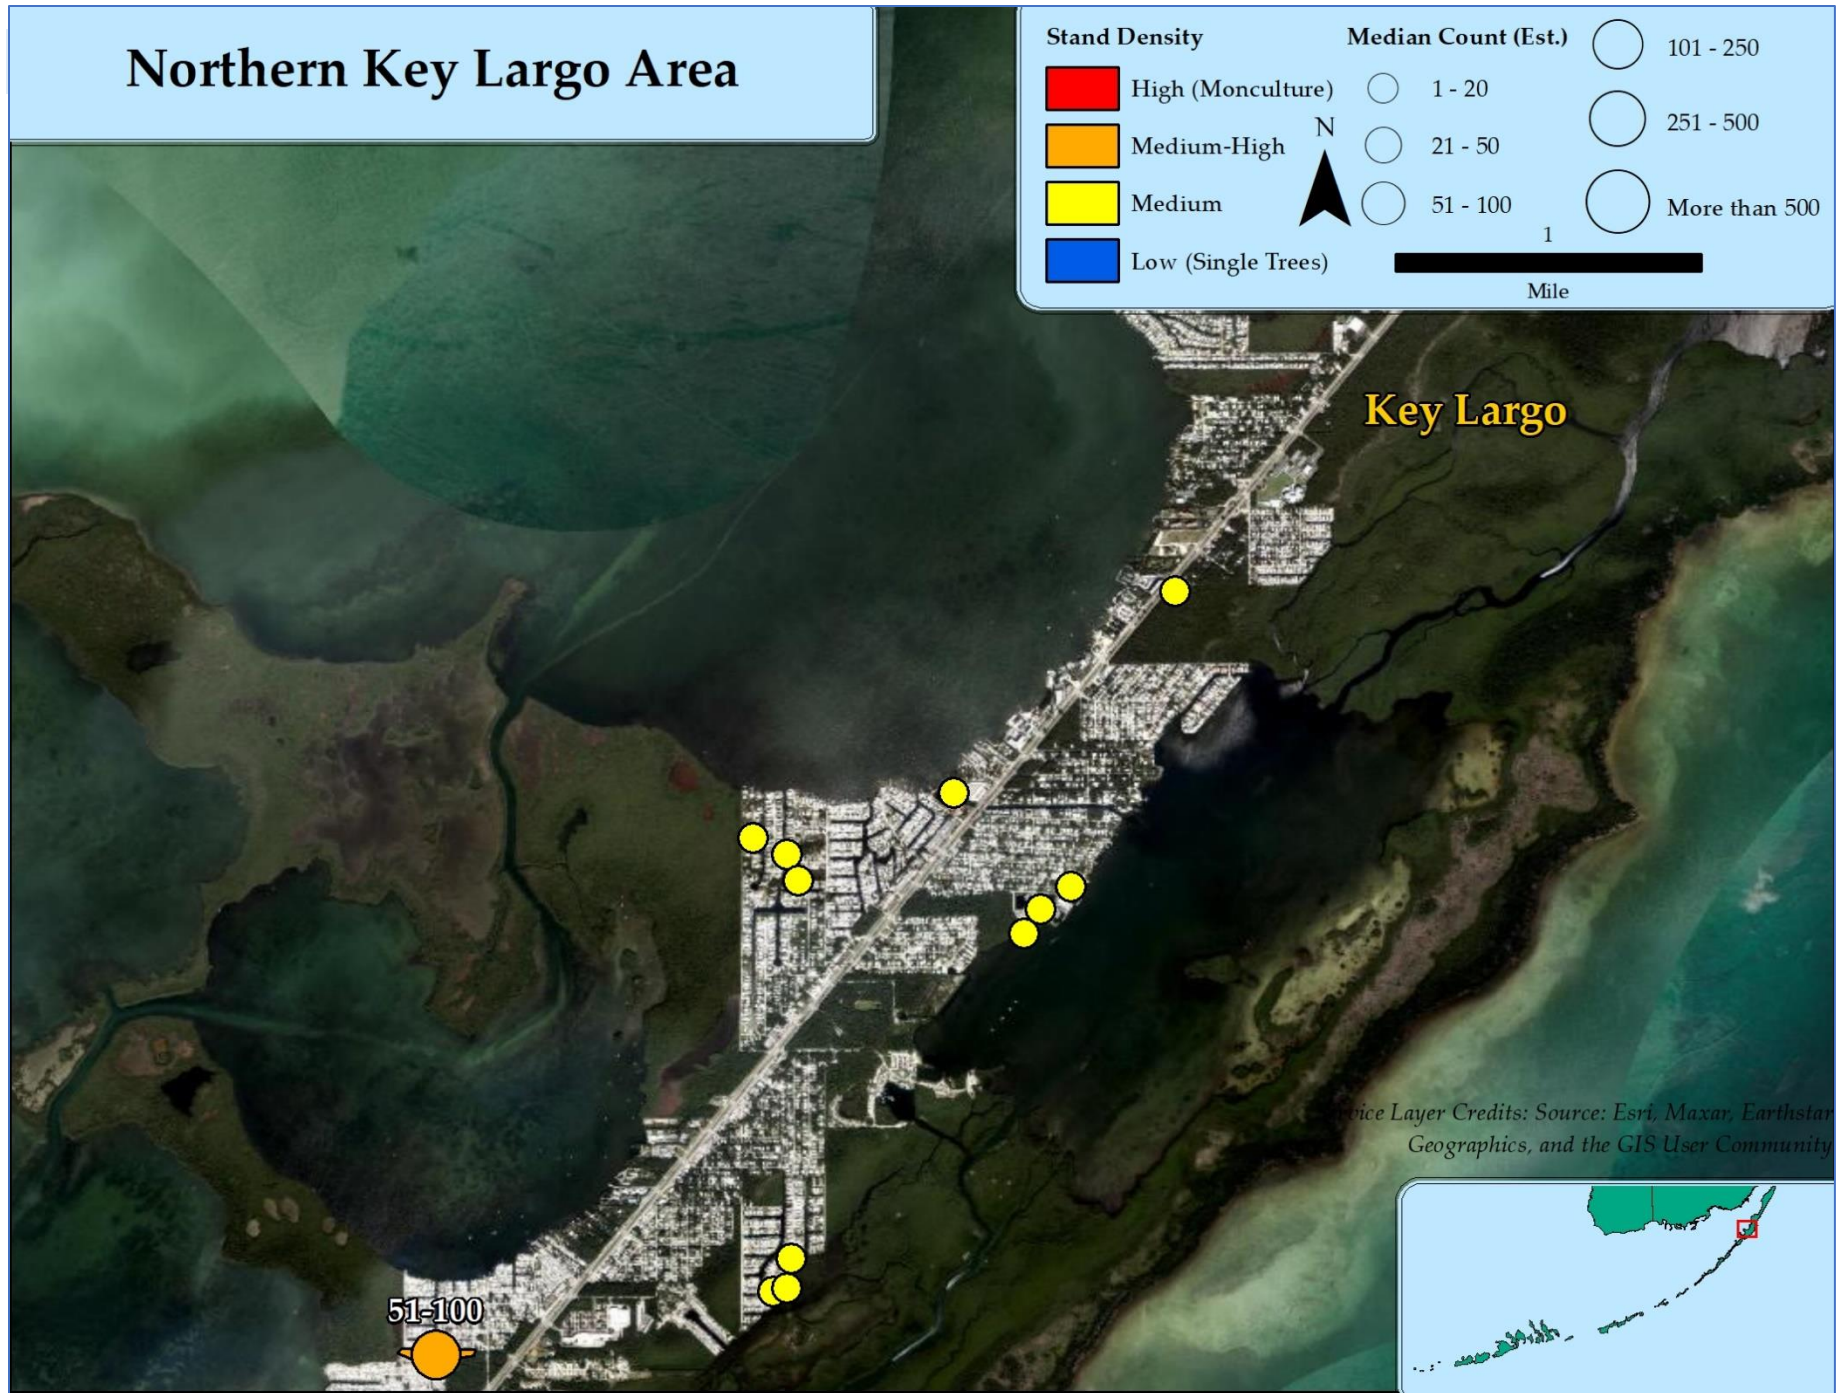 Northern Key Largo Area
Stand Density
High (Monculture)
Medium-High
Medium
Low (Single Trees)
N
Median Count (Est.)
1 - 20
21 - 50
51 - 100
101 - 250
251 - 500
More than 500
1
Mile
Key Largo
51-100
vice Layer Credits: Source: Esri, Maxar, Earthstar
Geographics, and the GIS User Community